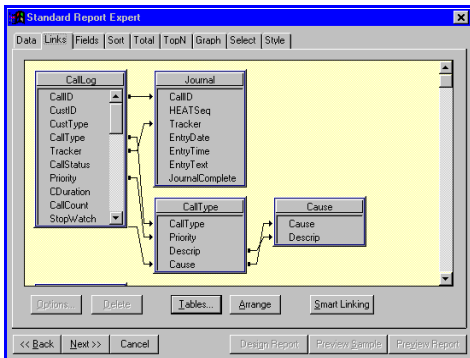 Standard Report Expert
Data Links Fields Sort Total TopN Graph Select Style
CallLog
CallID
CustID
CustType
CallType
Tracker
CallStatus
Priority
CDuration
CallCount
StopWatch
Journal
CallID
HEATSeq
Tracker
EntryDate
EntryTime
EntryText
JournalComplete
CallType
CallType
Priority
Descrip
Cause
Cause
Cause
Descrip
Options... Delete Tables... Arrange Smart Linking
<< Back Next >> Cancel Design Report Preview Sample Preview Report